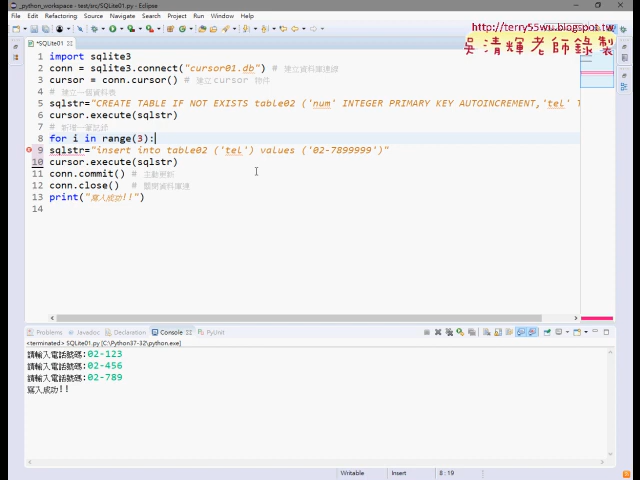 _python_workspace - test/src/SQLite01.py - Eclipse
File Edit Refactoring Source Refactor Navigate Search Project Run Window Help
http://terry55wu.blogspot.tw
吳清輝老師錄製
*SQLite01
1 import sqlite3
2 conn = sqlite3.connect("cursor01.db") # 建立資料庫連線
3 cursor = conn.cursor() # 建立 cursor 物件
4 # 建立一個資料表
5 sqlstr="CREATE TABLE IF NOT EXISTS table02 ('num' INTEGER PRIMARY KEY AUTOINCREMENT,'tel' T
6 cursor.execute(sqlstr)
7 # 新增一筆記錄
8 for i in range(3):
9 sqlstr="insert into table02 ('tel') values ('02-7899999')"
10 cursor.execute(sqlstr)
11 conn.commit() # 主動更新
12 conn.close() # 關閉資料庫連
13 print("寫入成功!!")
14
Problems Javadoc Declaration Console PyUnit
<terminated> SQLite01.py [C:\Python37-32\python.exe]
請輸入電話號碼:02-123
請輸入電話號碼:02-456
請輸入電話號碼:02-789
寫入成功!!
Writable Insert 8 : 19